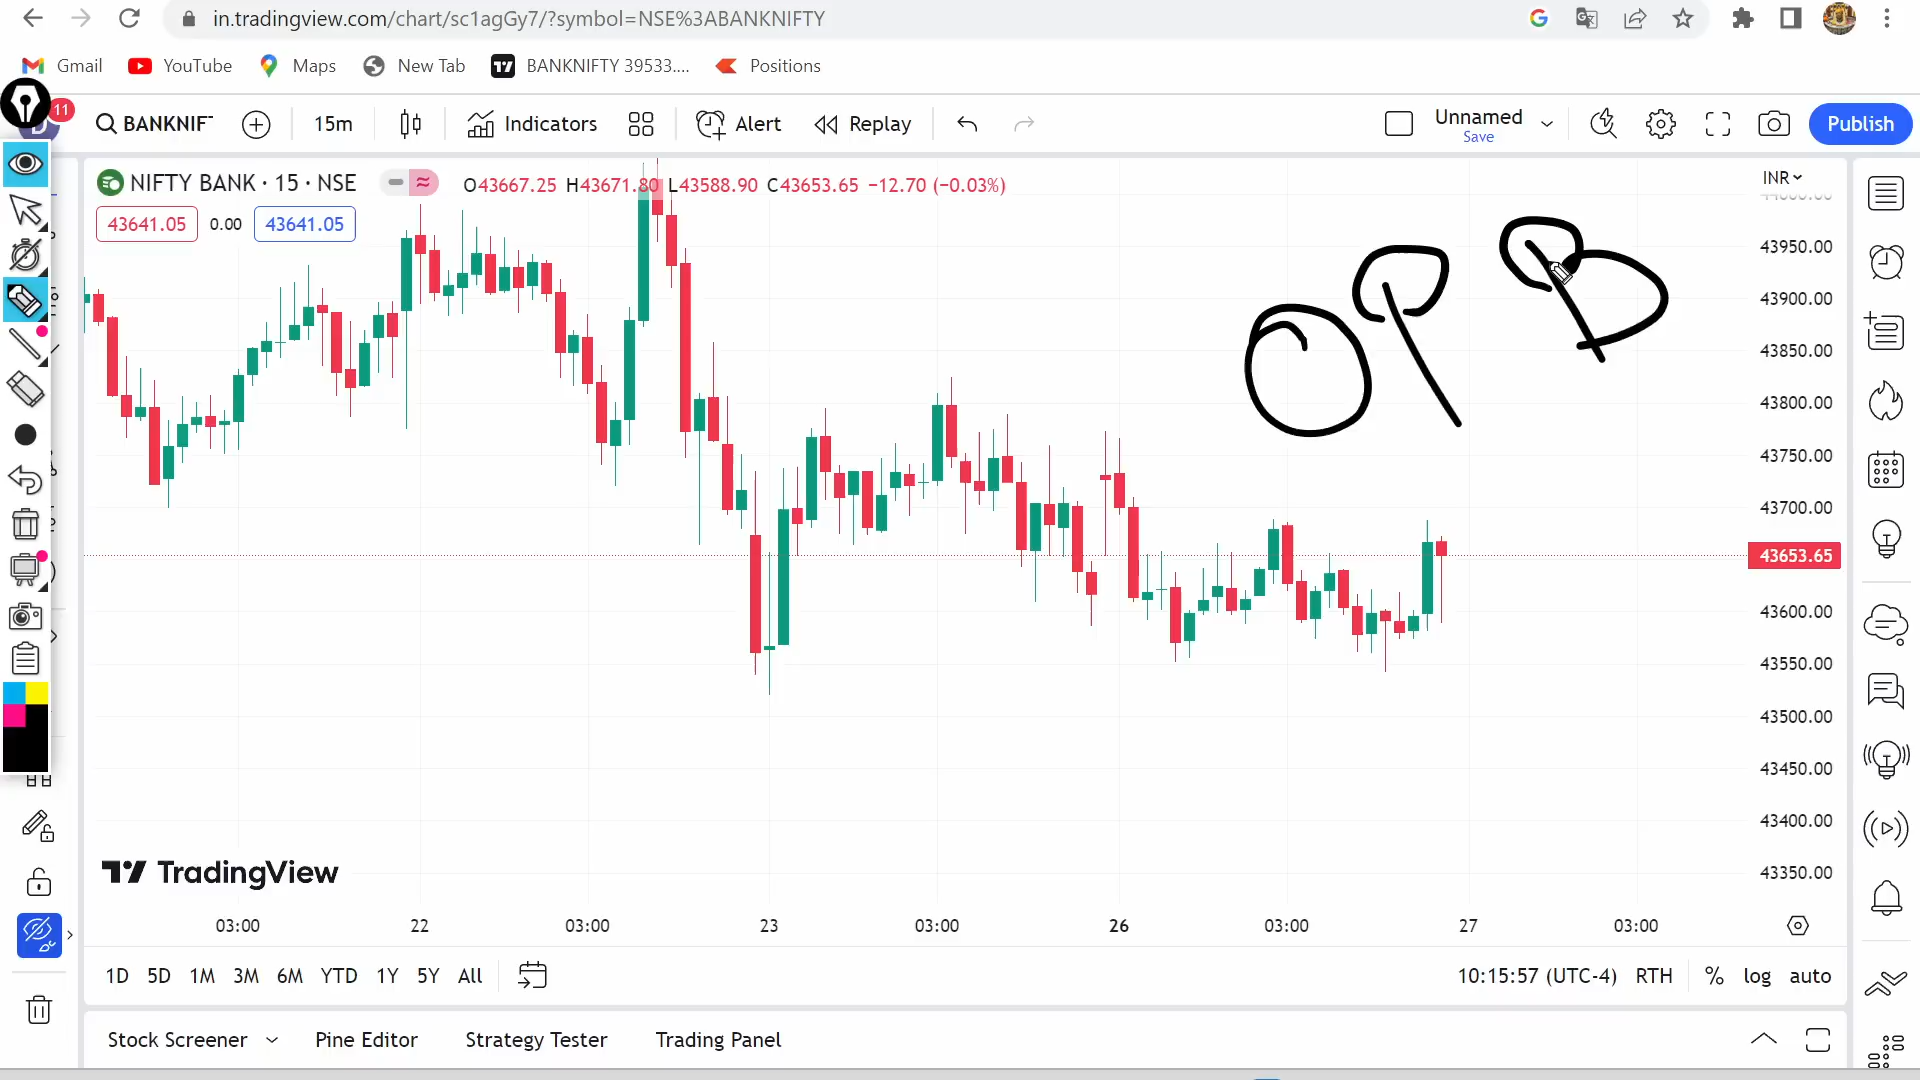 in.tradingview.com/chart/sc1agGy7/?symbol=NSE%3ABANKNIFTY
Gmail YouTube Maps New Tab BANKNIFTY 39533.... Positions
11
BANKNIF 15m Indicators Alert Replay Unnamed Save Publish
NIFTY BANK · 15 · NSE O43667.25 H43671.80 L43588.90 C43653.65 −12.70 (−0.03%) INR
43641.05 0.00 43641.05
O P B
43950.00
43900.00
43850.00
43800.00
43750.00
43700.00
43653.65
43600.00
43550.00
43500.00
43450.00
43400.00
43350.00
TradingView
03:00 22 03:00 23 03:00 26 03:00 27 03:00
1D 5D 1M 3M 6M YTD 1Y 5Y All 10:15:57 (UTC-4) RTH % log auto
Stock Screener Pine Editor Strategy Tester Trading Panel